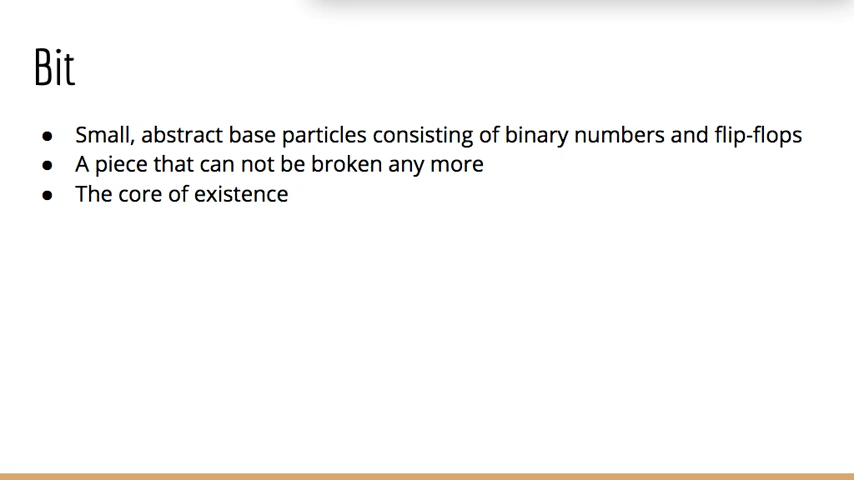 Bit
● Small, abstract base particles consisting of binary numbers and flip-flops
● A piece that can not be broken any more
● The core of existence